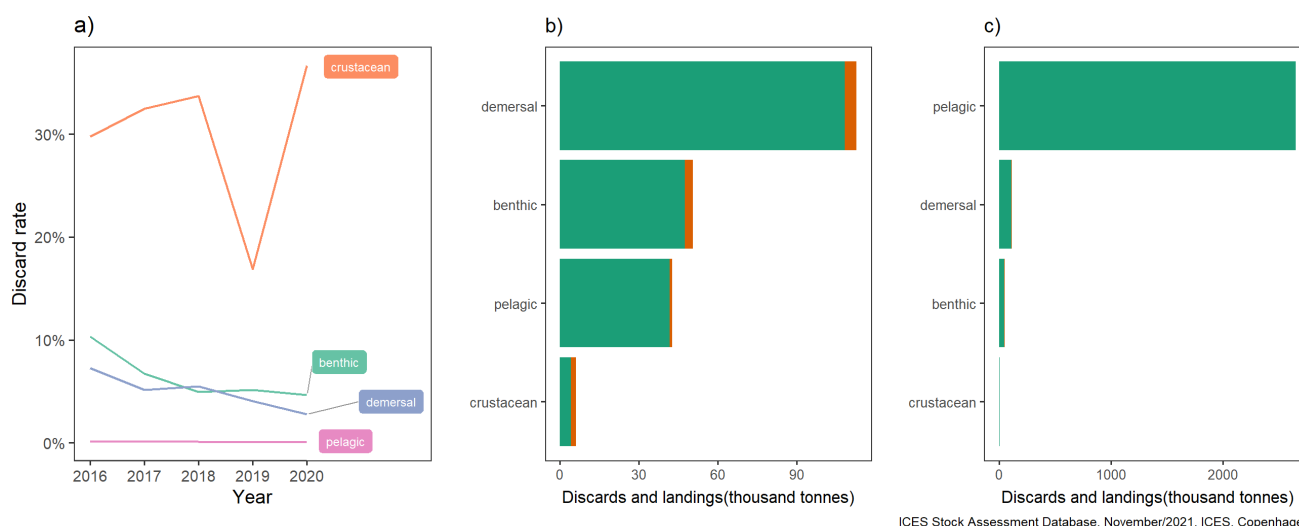 a)
Discard rate
30%
20%
10%
0%
crustacean
benthic
demersal
pelagic
2016 2017 2018 2019 2020
Year
b)
demersal
benthic
pelagic
crustacean
0 30 60 90
Discards and landings(thousand tonnes)
c)
pelagic
demersal
benthic
crustacean
0 1000 2000
Discards and landings(thousand tonnes)
ICES Stock Assessment Database, November/2021. ICES, Copenhage